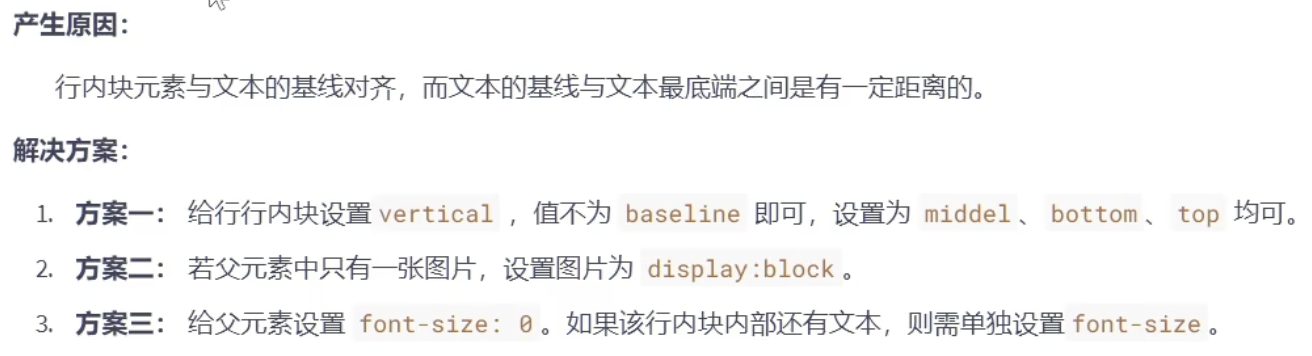 产生原因：
行内块元素与文本的基线对齐，而文本的基线与文本最底端之间是有一定距离的。
解决方案：
1. 方案一： 给行行内块设置 vertical ，值不为 baseline 即可，设置为 middel 、 bottom 、 top 均可。
2. 方案二： 若父元素中只有一张图片，设置图片为 display:block 。
3. 方案三： 给父元素设置 font-size: 0 。如果该行内块内部还有文本，则需单独设置 font-size 。